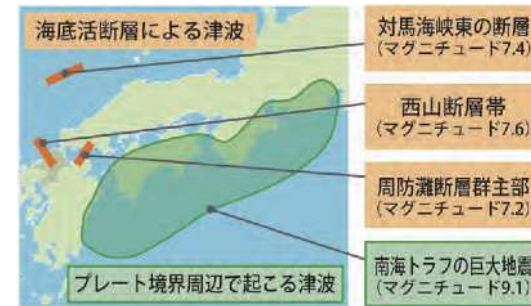 海底活断層による津波
対馬海峡東の断層
(マグニチュード7.4)
西山断層帯
(マグニチュード7.6)
周防灘断層群主部
(マグニチュード7.2)
南海トラフの巨大地震
(マグニチュード9.1)
プレート境界周辺で起こる津波